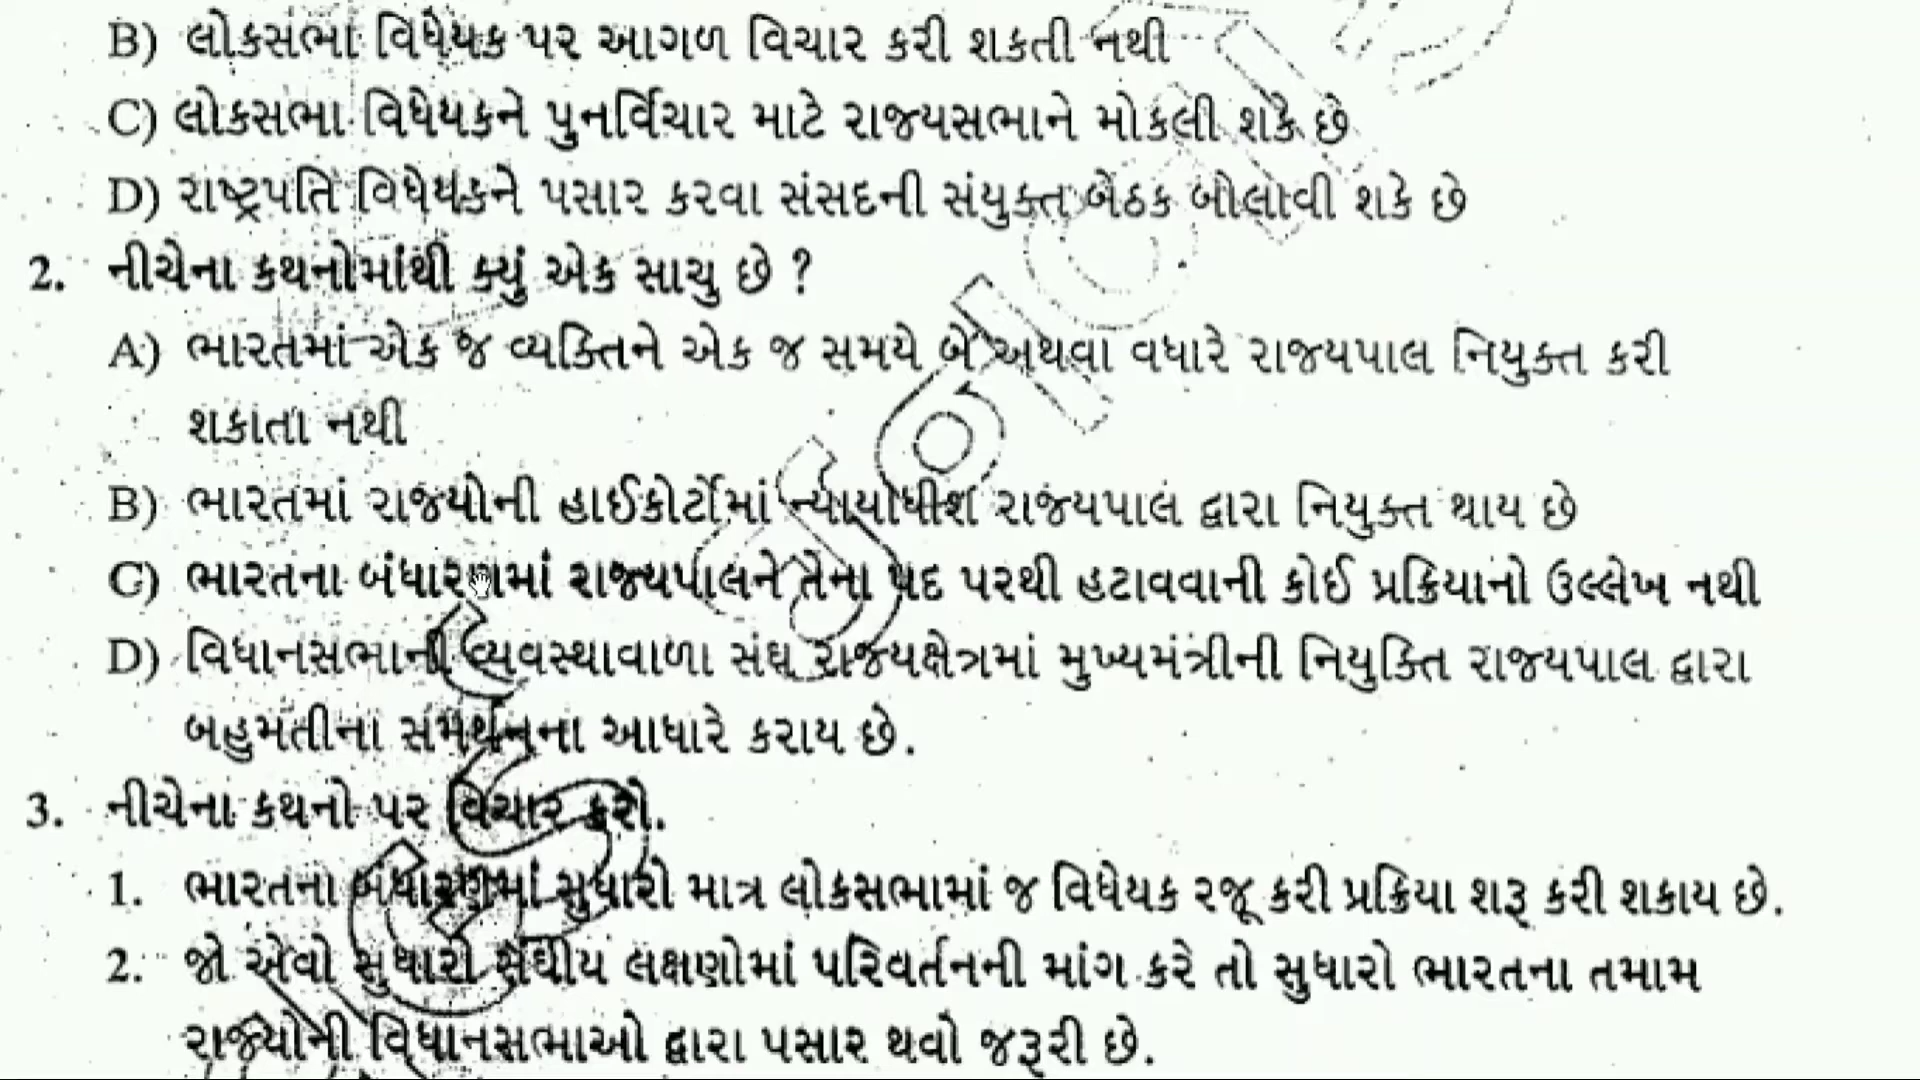 B) લોકસભા વિધેયક પર આગળ વિચાર કરી શકતી નથી
C) લોકસભા વિધેયકને પુનર્વિચાર માટે રાજ્યસભાને મોકલી શકે છે
D) રાષ્ટ્રપતિ વિધેયકને પસાર કરવા સંસદની સંયુક્ત બેઠક બોલાવી શકે છે
2. નીચેના કથનોમાંથી ક્યું એક સાચુ છે ?
A) ભારતમાં એક જ વ્યક્તિને એક જ સમયે બે અથવા વધારે રાજ્યપાલ નિયુક્ત કરી
શકાતા નથી
B) ભારતમાં રાજ્યોની હાઈકોર્ટોમાં ન્યાયાધીશ રાજ્યપાલ દ્વારા નિયુક્ત થાય છે
C) ભારતના બંધારણમાં રાજ્યપાલને તેના પદ પરથી હટાવવાની કોઈ પ્રક્રિયાનો ઉલ્લેખ નથી
D) વિધાનસભાની વ્યવસ્થાવાળા સંઘ રાજ્યક્ષેત્રમાં મુખ્યમંત્રીની નિયુક્તિ રાજ્યપાલ દ્વારા
બહુમતીના સમર્થનના આધારે કરાય છે.
3. નીચેના કથનો પર વિચાર કરો.
1. ભારતના બંધારણમાં સુધારો માત્ર લોકસભામાં જ વિધેયક રજૂ કરી પ્રક્રિયા શરૂ કરી શકાય છે.
2. જો એવો સુધારો સંઘીય લક્ષણોમાં પરિવર્તનની માંગ કરે તો સુધારો ભારતના તમામ
રાજ્યોની વિધાનસભાઓ દ્વારા પસાર થવો જરૂરી છે.